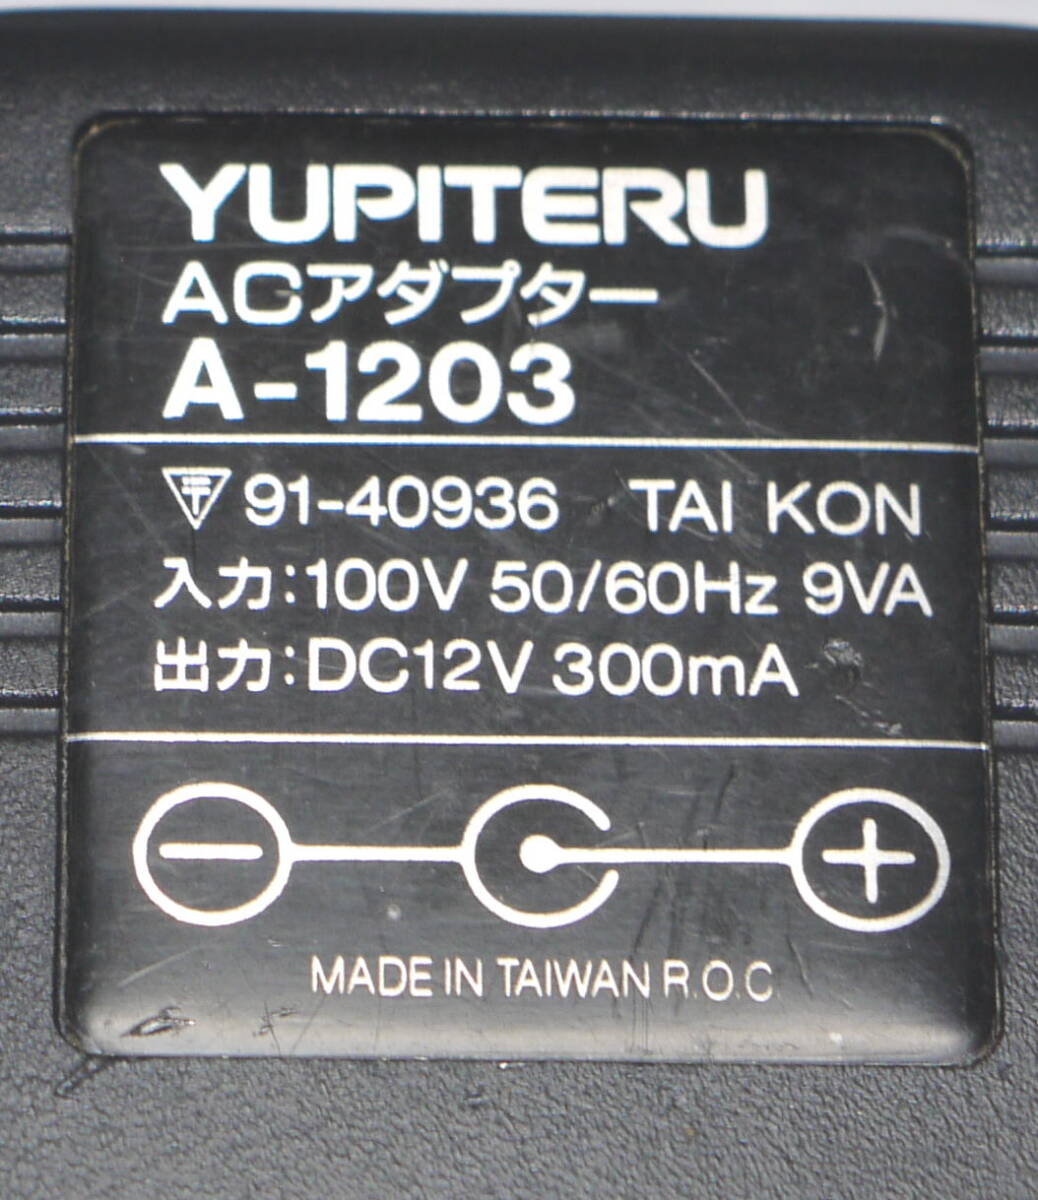 YUPITERU
ACアダプター
A-1203
〒 91-40936 TAI KON
入力:100V 50/60Hz 9VA
出力:DC12V 300mA
MADE IN TAIWAN R.O.C.